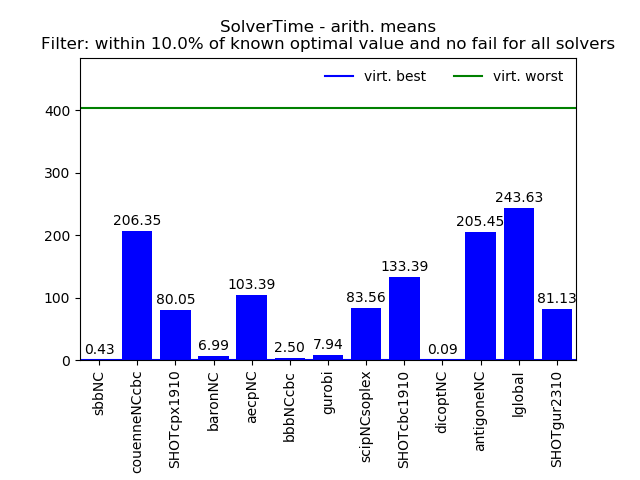 SolverTime - arith. means
Filter: within 10.0% of known optimal value and no fail for all solvers
virt. best
virt. worst
400
300
200
100
0
0.43
206.35
80.05
6.99
103.39
2.50
7.94
83.56
133.39
0.09
205.45
243.63
81.13
sbbNC
couenneNCcbc
SHOTcpx1910
baronNC
aecpNC
bbbNCcbc
gurobi
scipNCsoplex
SHOTcbc1910
dicoptNC
antigoneNC
lglobal
SHOTgur2310